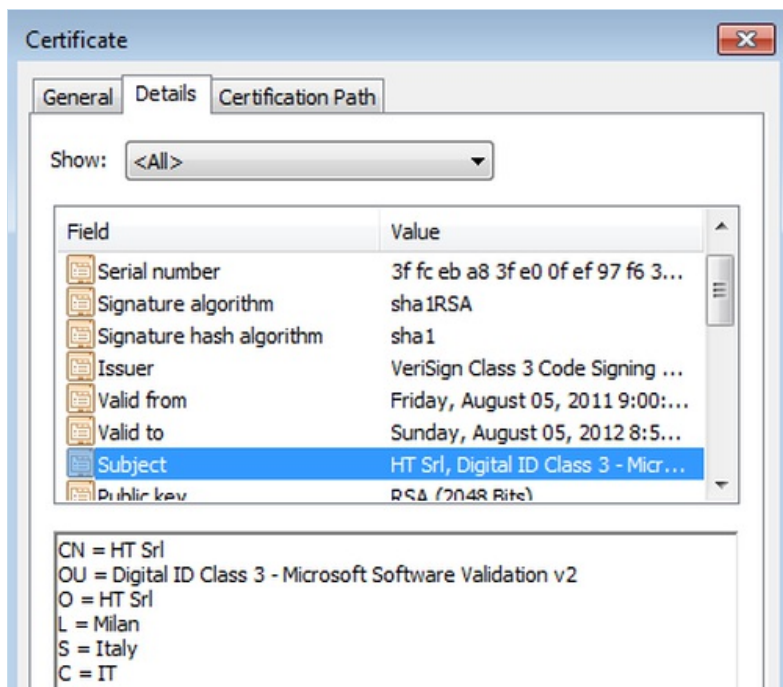 Certificate
General Details Certification Path
Show: <All>
Field Value
Serial number 3f fc eb a8 3f e0 0f ef 97 f6 3...
Signature algorithm sha1RSA
Signature hash algorithm sha1
Issuer VeriSign Class 3 Code Signing ...
Valid from Friday, August 05, 2011 9:00:...
Valid to Sunday, August 05, 2012 8:5...
Subject HT Srl, Digital ID Class 3 - Micr...
Public key RSA (2048 Bits)
CN = HT Srl
OU = Digital ID Class 3 - Microsoft Software Validation v2
O = HT Srl
L = Milan
S = Italy
C = IT